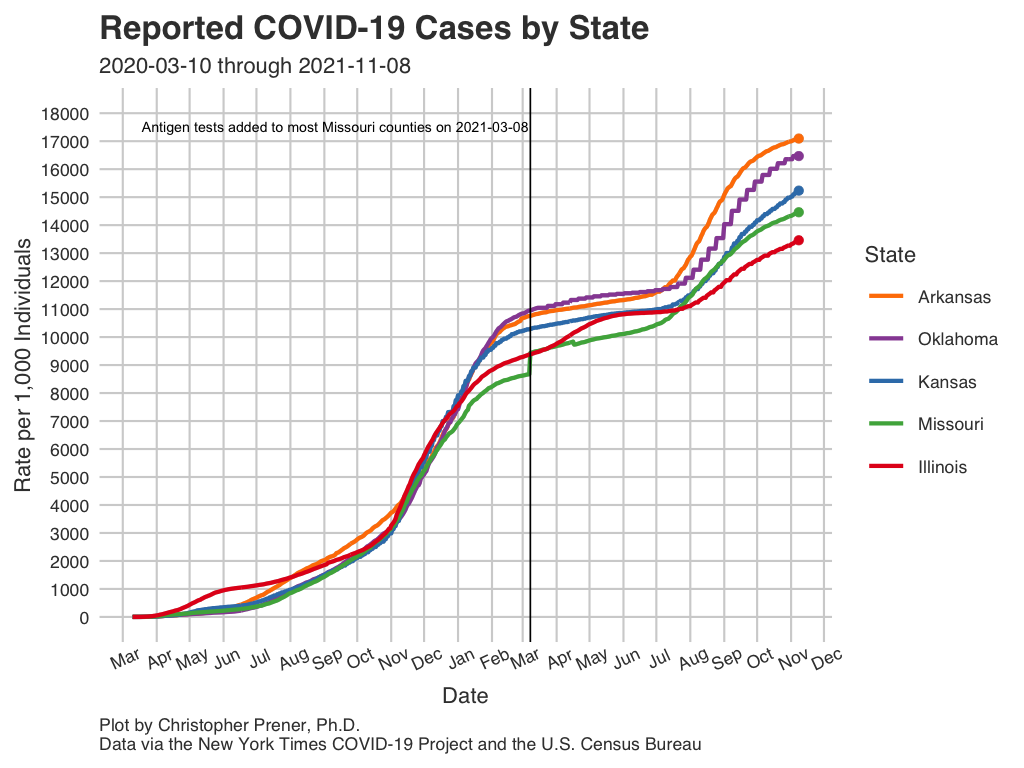 Reported COVID-19 Cases by State
2020-03-10 through 2021-11-08
Antigen tests added to most Missouri counties on 2021-03-08
18000
17000
16000
15000
14000
13000
12000
11000
10000
9000
8000
7000
6000
5000
4000
3000
2000
1000
0
Rate per 1,000 Individuals
Mar Apr May Jun Jul Aug Sep Oct Nov Dec Jan Feb Mar Apr May Jun Jul Aug Sep Oct Nov Dec
Date
State
Arkansas
Oklahoma
Kansas
Missouri
Illinois
Plot by Christopher Prener, Ph.D.
Data via the New York Times COVID-19 Project and the U.S. Census Bureau